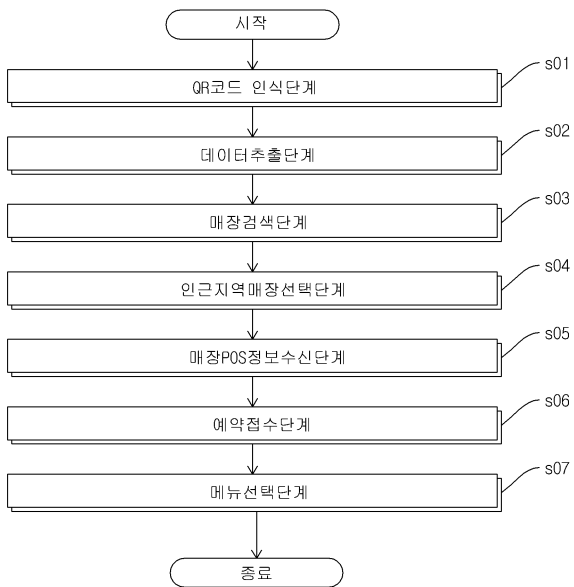 시작
s01
QR코드 인식단계
s02
데이터추출단계
s03
매장검색단계
s04
인근지역매장선택단계
s05
매장POS정보수신단계
s06
예약접수단계
s07
메뉴선택단계
종료